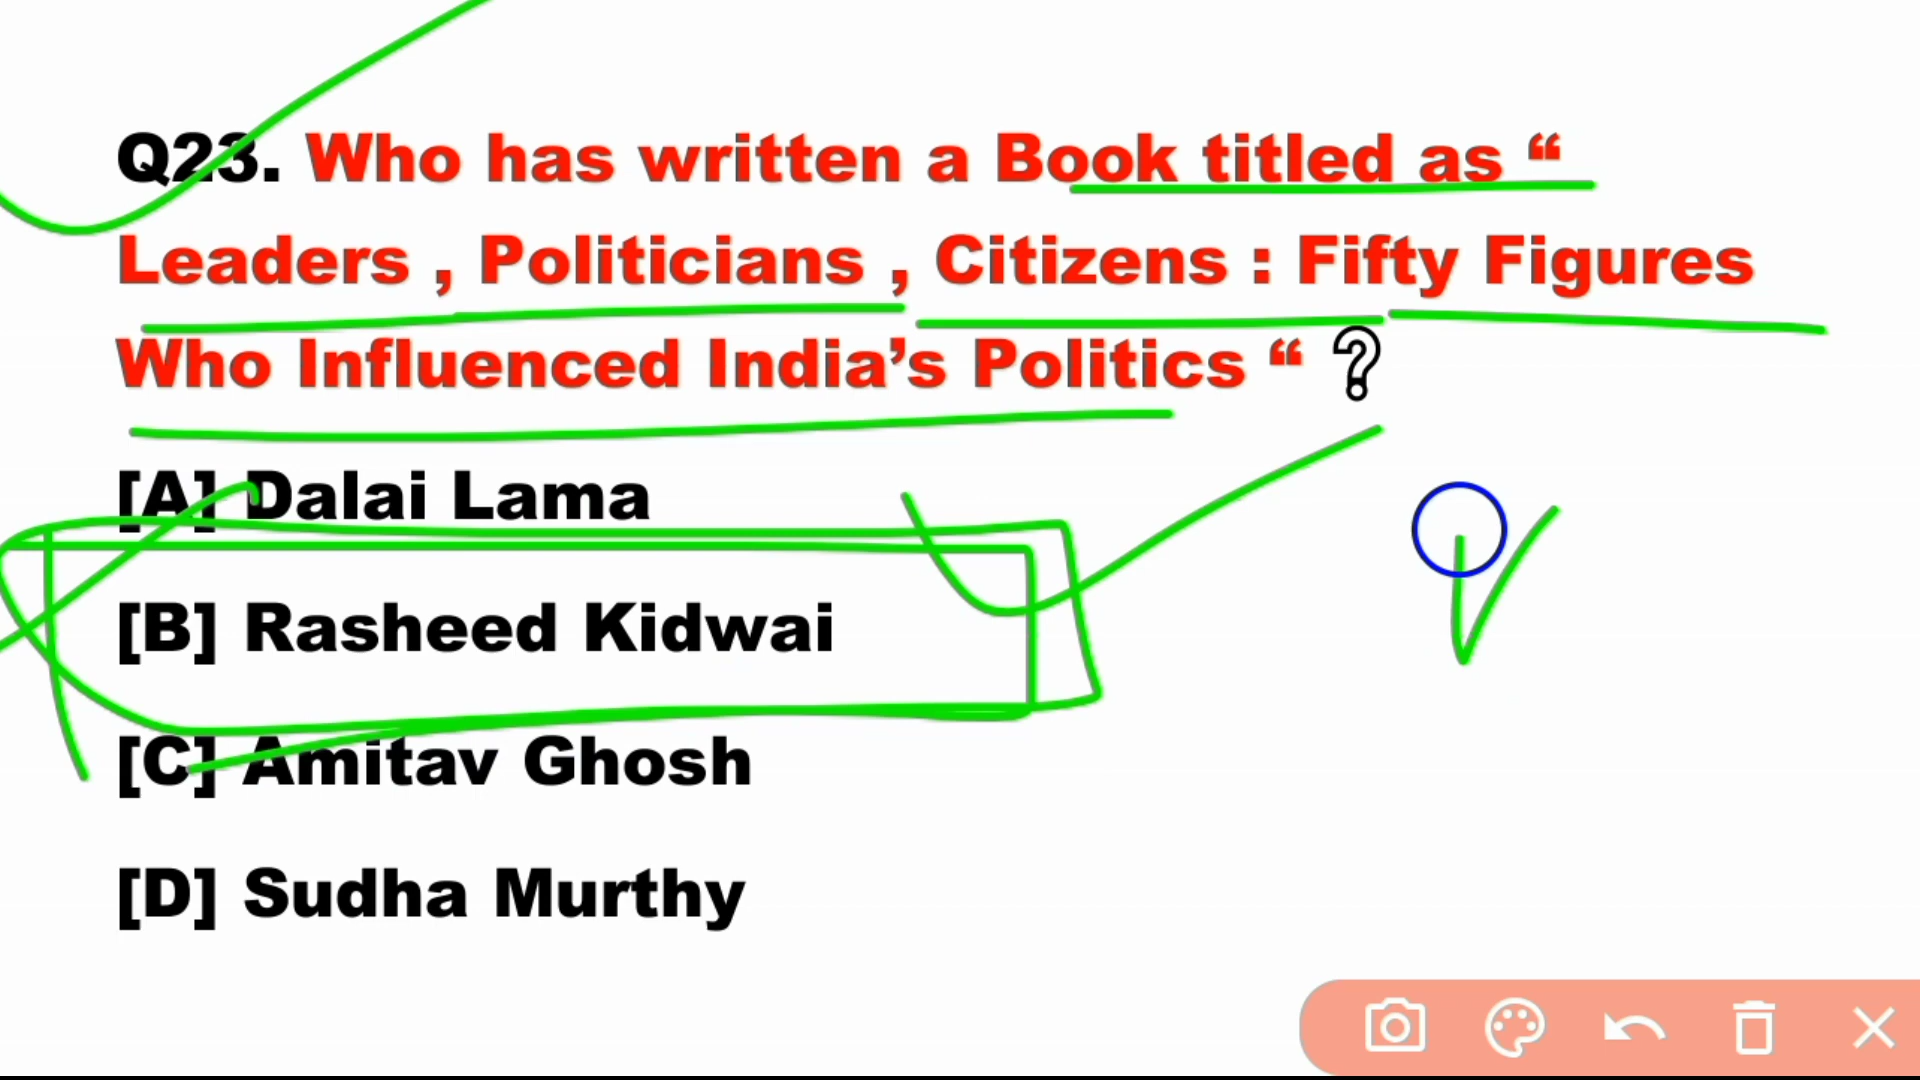 Q23. Who has written a Book titled as “
Leaders , Politicians , Citizens : Fifty Figures
Who Influenced India’s Politics “ ?
[A] Dalai Lama
[B] Rasheed Kidwai
[C] Amitav Ghosh
[D] Sudha Murthy